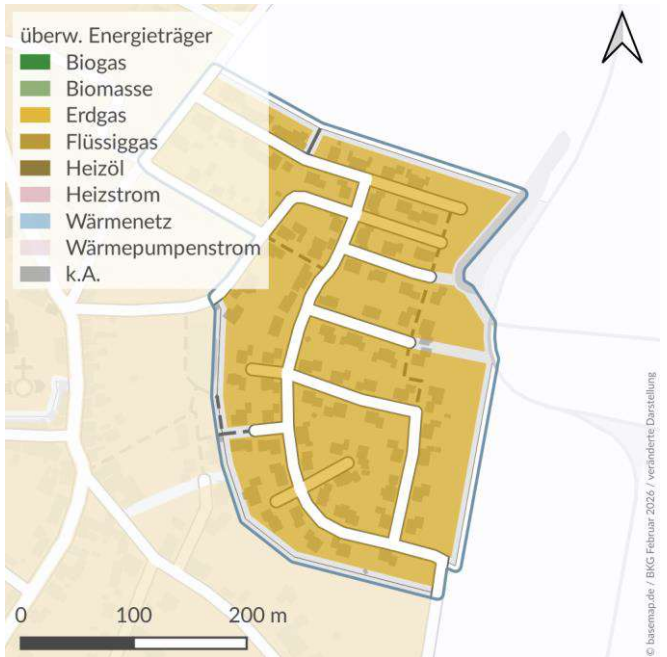 überw. Energieträger
Biogas
Biomasse
Erdgas
Flüssiggas
Heizöl
Heizstrom
Wärmenetz
Wärmepumpenstrom
k.A.
0 100 200 m
© basemap.de / BKG Februar 2026 / veränderte Darstellung